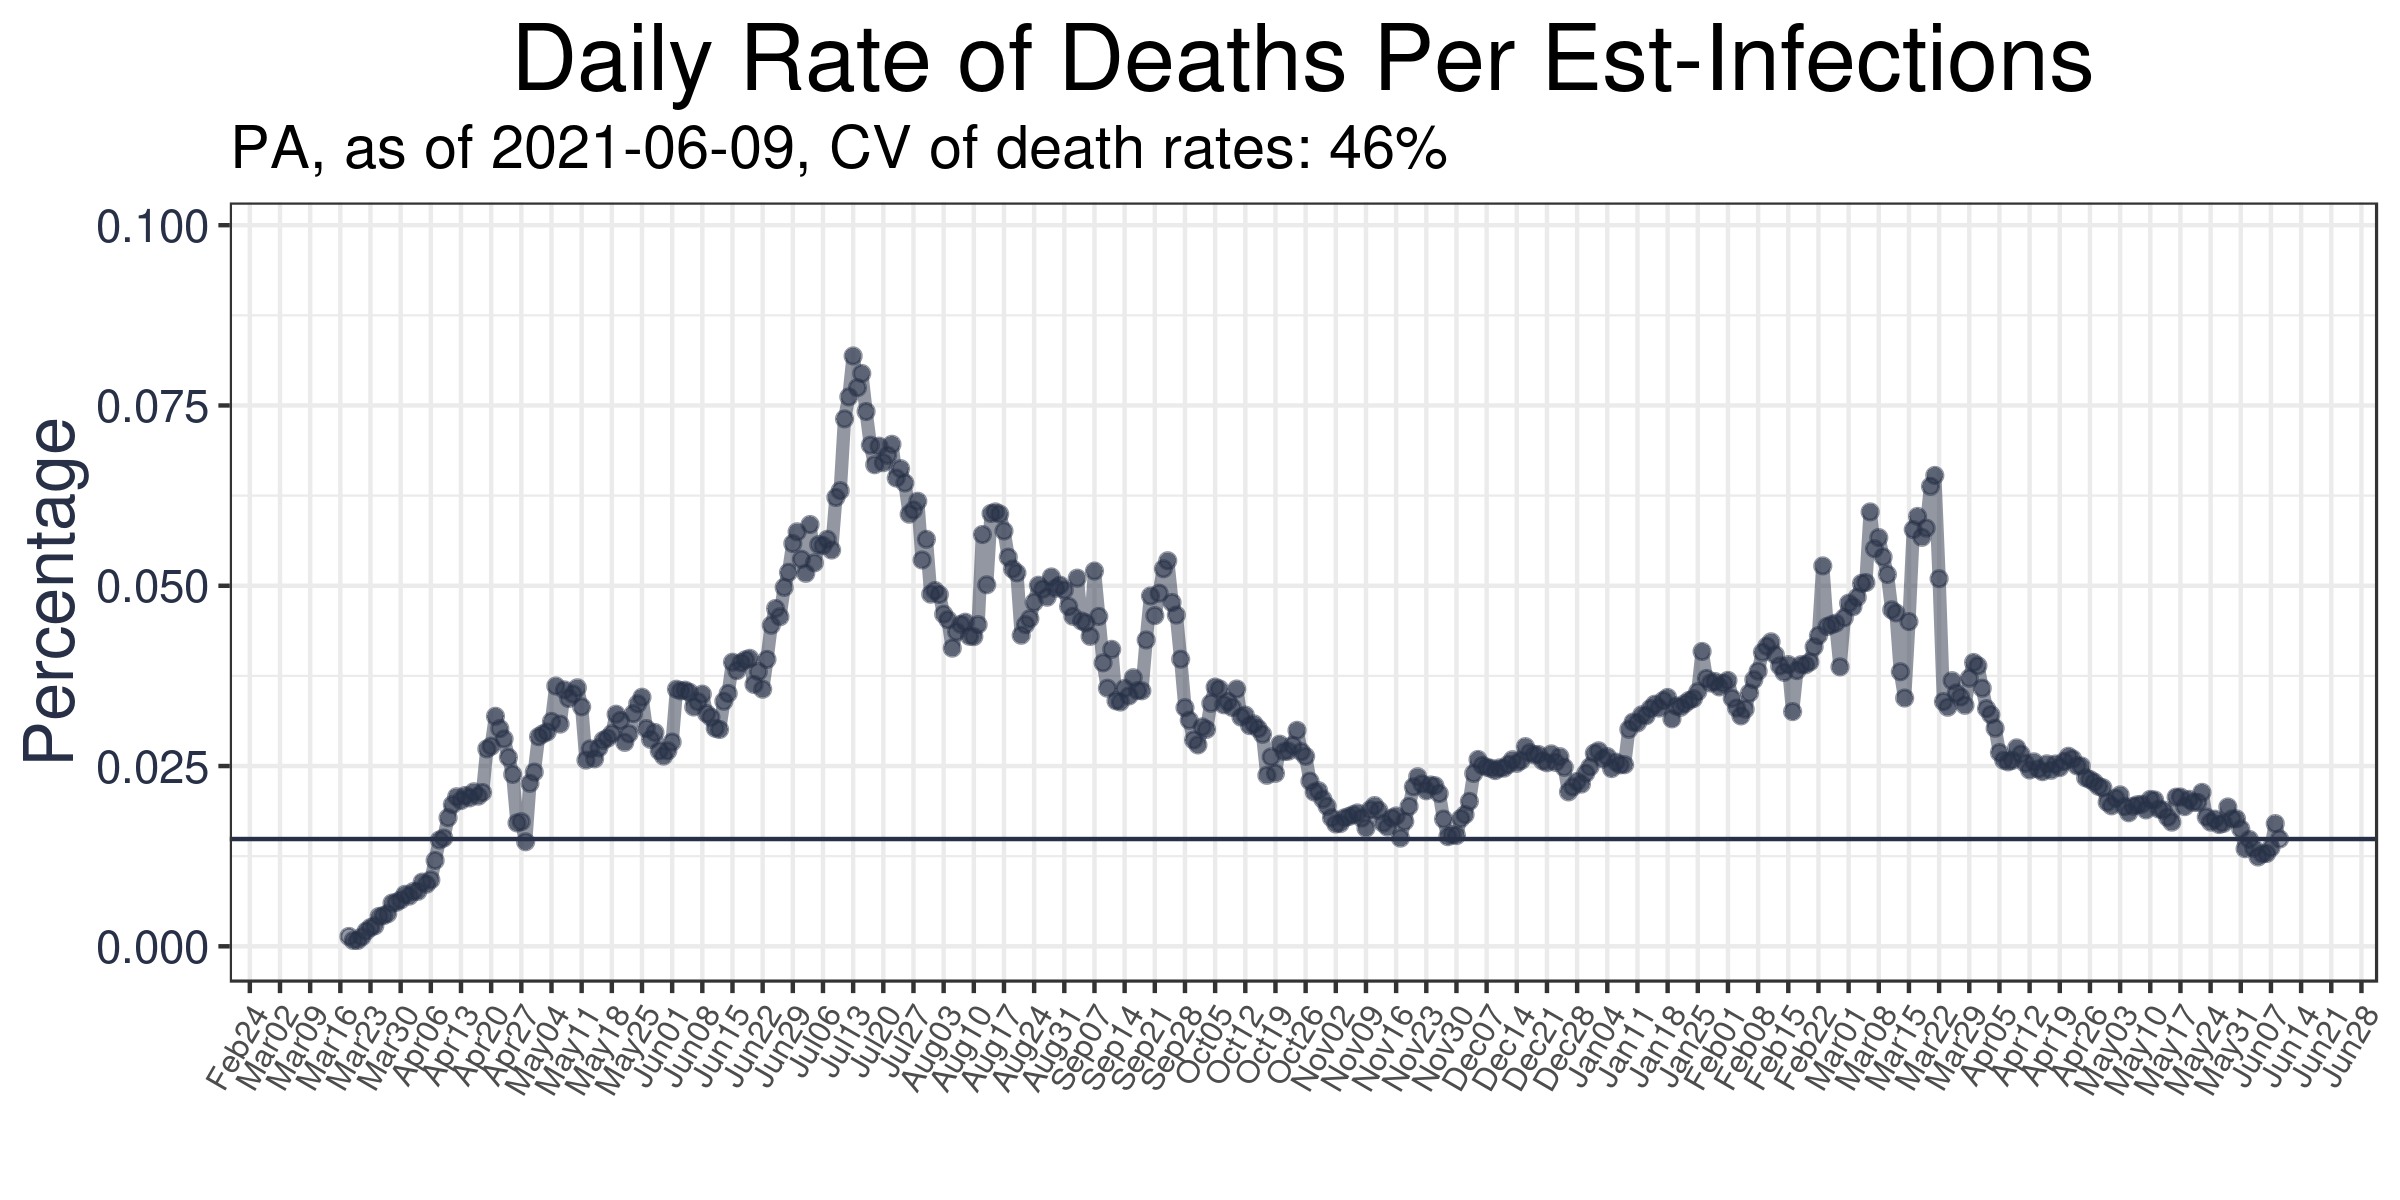 Daily Rate of Deaths Per Est-Infections
PA, as of 2021-06-09, CV of death rates: 46%
Percentage
0.100
0.075
0.050
0.025
0.000
Feb24
Mar02
Mar09
Mar16
Mar23
Mar30
Apr06
Apr13
Apr20
Apr27
May04
May11
May18
May25
Jun01
Jun08
Jun15
Jun22
Jun29
Jul06
Jul13
Jul20
Jul27
Aug03
Aug10
Aug17
Aug24
Aug31
Sep07
Sep14
Sep21
Sep28
Oct05
Oct12
Oct19
Oct26
Nov02
Nov09
Nov16
Nov23
Nov30
Dec07
Dec14
Dec21
Dec28
Jan04
Jan11
Jan18
Jan25
Feb01
Feb08
Feb15
Feb22
Mar01
Mar08
Mar15
Mar22
Mar29
Apr05
Apr12
Apr19
Apr26
May03
May10
May17
May24
May31
Jun07
Jun14
Jun21
Jun28